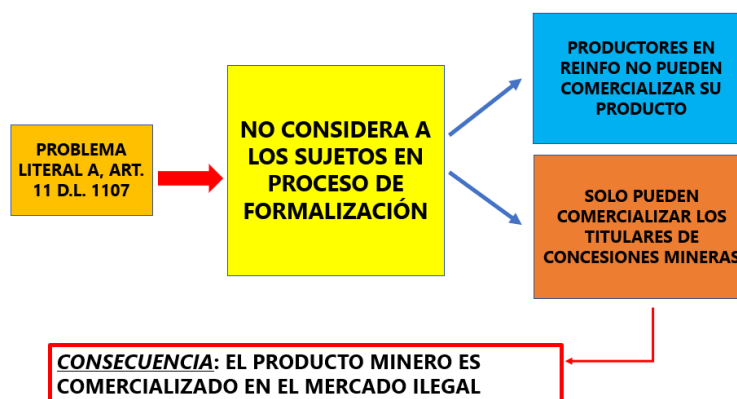 PROBLEMA
LITERAL A, ART.
11 D.L. 1107
NO CONSIDERA A
LOS SUJETOS EN
PROCESO DE
FORMALIZACIÓN
PRODUCTORES EN
REINFO NO PUEDEN
COMERCIALIZAR SU
PRODUCTO
SOLO PUEDEN
COMERCIALIZAR LOS
TITULARES DE
CONCESIONES MINERAS
CONSECUENCIA: EL PRODUCTO MINERO ES
COMERCIALIZADO EN EL MERCADO ILEGAL